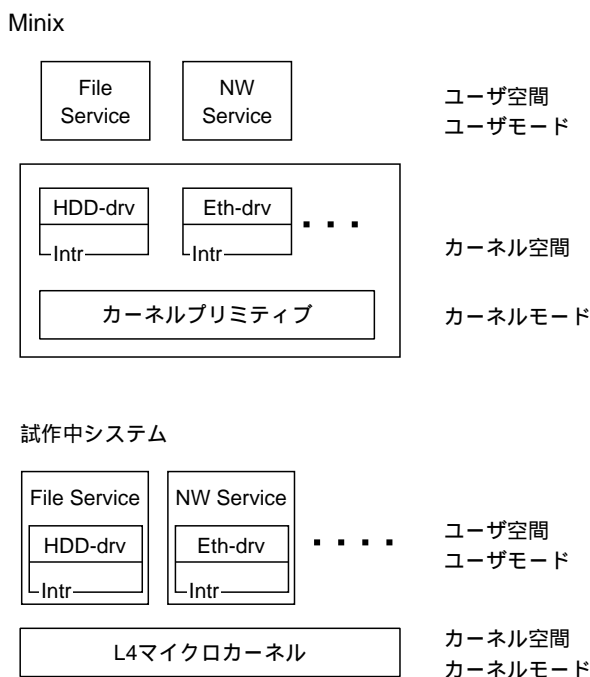 Minix
File
Service
NW
Service
ユーザ空間
ユーザモード
HDD-drv
Eth-drv
・・・
Intr
Intr
カーネル空間
カーネルプリミティブ
カーネルモード
試作中システム
File Service
NW Service
HDD-drv
Eth-drv
・・・・
ユーザ空間
ユーザモード
Intr
Intr
L4マイクロカーネル
カーネル空間
カーネルモード